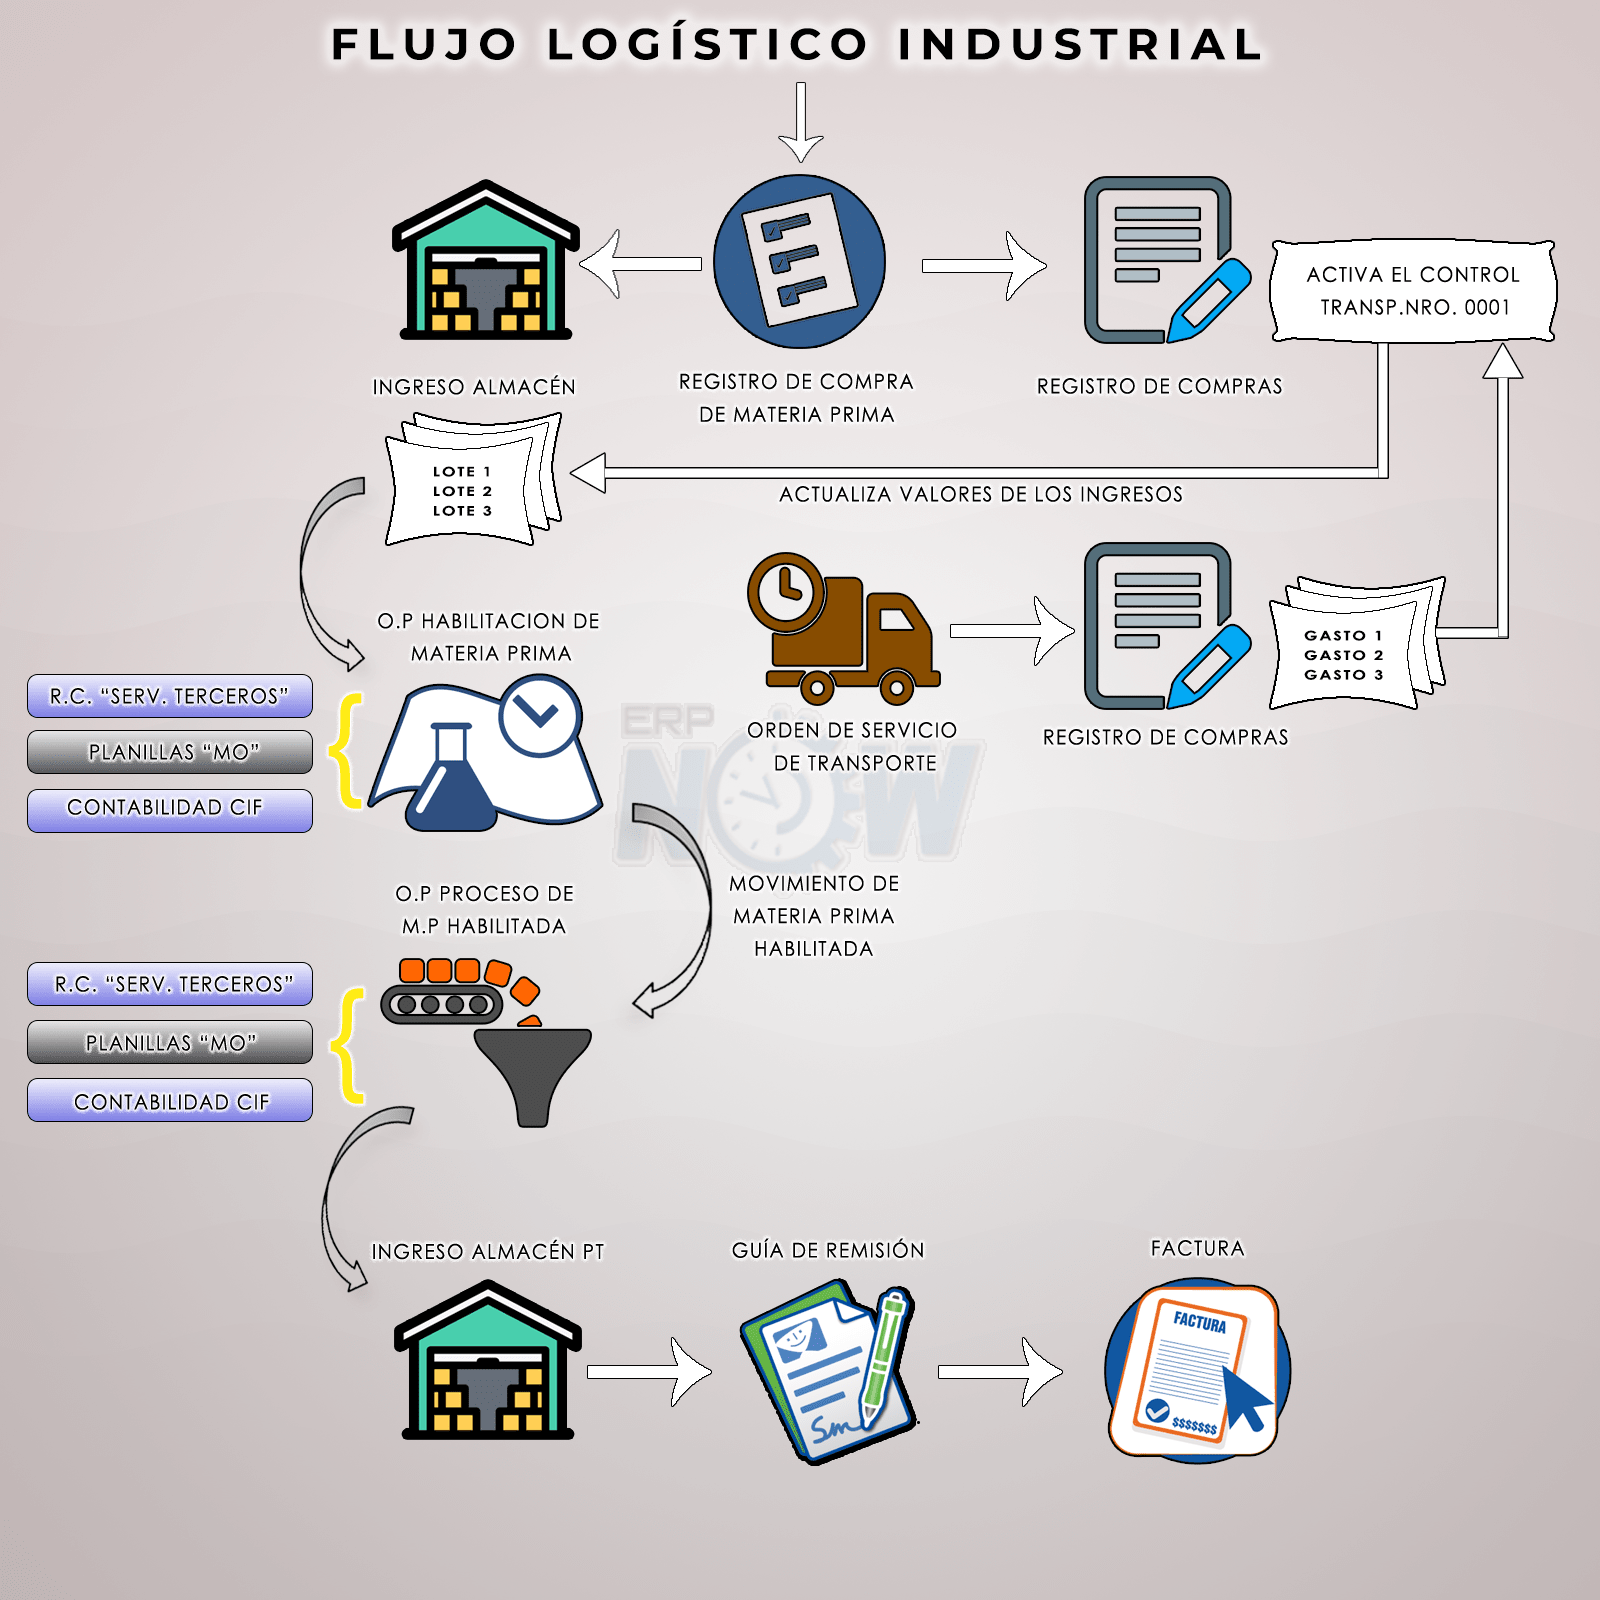 FLUJO LOGÍSTICO INDUSTRIAL
INGRESO ALMACÉN
REGISTRO DE COMPRA
DE MATERIA PRIMA
REGISTRO DE COMPRAS
ACTIVA EL CONTROL
TRANSP.NRO. 0001
LOTE 1
LOTE 2
LOTE 3
ACTUALIZA VALORES DE LOS INGRESOS
O.P HABILITACION DE
MATERIA PRIMA
R.C. “SERV. TERCEROS”
PLANILLAS “MO”
CONTABILIDAD CIF
ORDEN DE SERVICIO
DE TRANSPORTE
REGISTRO DE COMPRAS
GASTO 1
GASTO 2
GASTO 3
ERP
NOW
MOVIMIENTO DE
MATERIA PRIMA
HABILITADA
O.P PROCESO DE
M.P HABILITADA
R.C. “SERV. TERCEROS”
PLANILLAS “MO”
CONTABILIDAD CIF
INGRESO ALMACÉN PT
GUÍA DE REMISIÓN
Sm
FACTURA
FACTURA
$$$$$$$